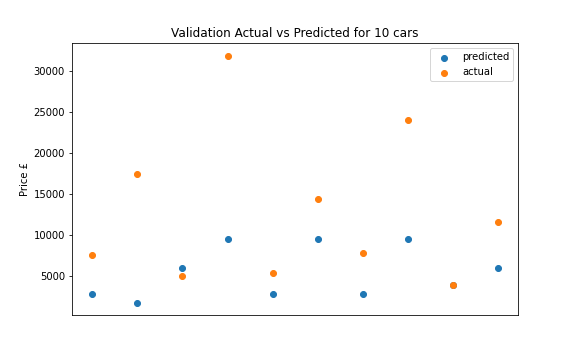 Validation Actual vs Predicted for 10 cars
predicted
actual
30000
25000
20000
15000
10000
5000
Price £